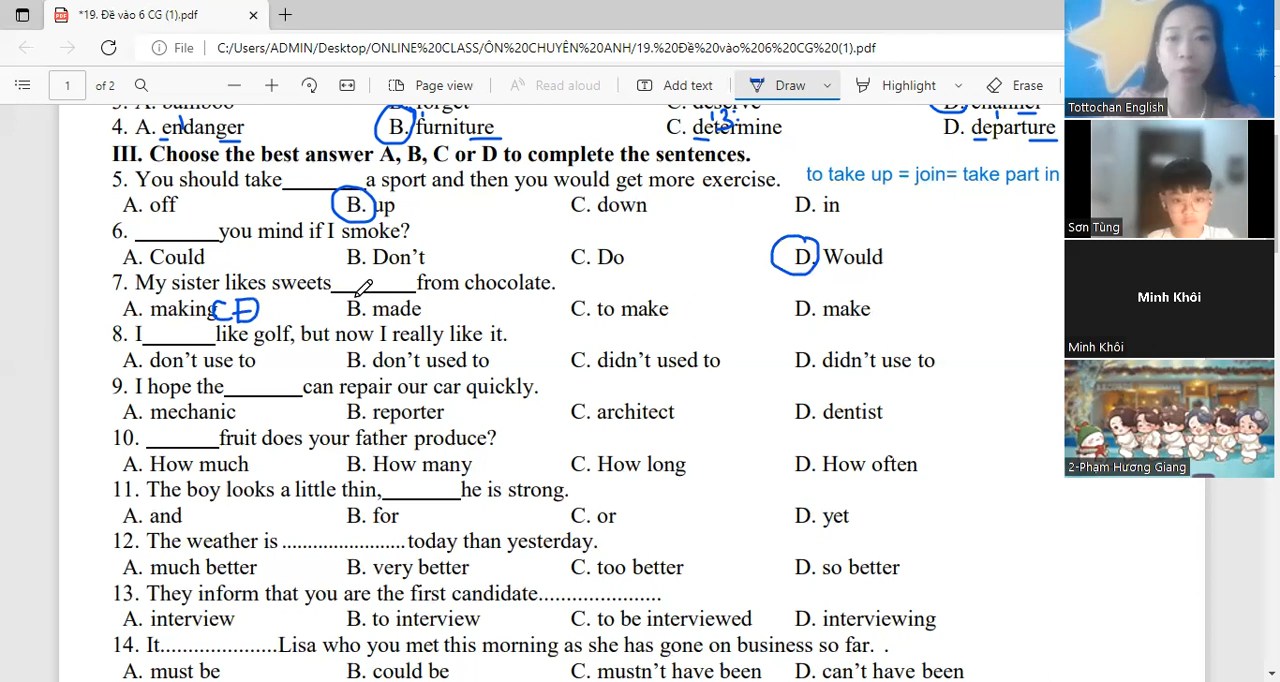 *19. Đề vào 6 CG (1).pdf
File C:/Users/ADMIN/Desktop/ONLINE%20CLASS/ÔN%20CHUYÊN%20ANH/19.%20Đề%20vào%206%20CG%20(1).pdf
1 of 2 Page view Read aloud Add text Draw Highlight Erase
4. A. endanger B. furniture C. determine D. departure
III. Choose the best answer A, B, C or D to complete the sentences.
5. You should take_______a sport and then you would get more exercise. to take up = join= take part in
A. off B. up C. down D. in
6. _______you mind if I smoke?
A. Could B. Don't C. Do D. Would
7. My sister likes sweets_______from chocolate.
A. making B. made C. to make D. make
8. I______like golf, but now I really like it.
A. don't use to B. don't used to C. didn't used to D. didn't use to
9. I hope the_______can repair our car quickly.
A. mechanic B. reporter C. architect D. dentist
10. ______fruit does your father produce?
A. How much B. How many C. How long D. How often
11. The boy looks a little thin,_______he is strong.
A. and B. for C. or D. yet
12. The weather is ........................today than yesterday.
A. much better B. very better C. too better D. so better
13. They inform that you are the first candidate......................
A. interview B. to interview C. to be interviewed D. interviewing
14. It.....................Lisa who you met this morning as she has gone on business so far. .
A. must be B. could be C. mustn't have been D. can't have been
Tottochan English
Sơn Tùng
Minh Khôi
Minh Khôi
2-Phạm Hương Giang